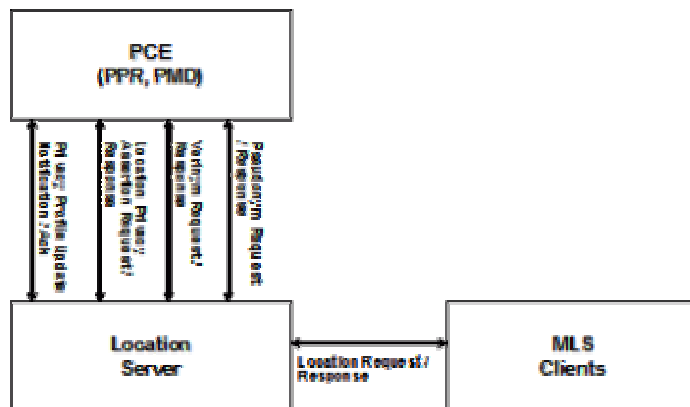 PCE
(PPR, PMD)
Privacy Profile Update
Notification / Ack
Location Privacy
Assertion Request /
Response
Verinym Request /
Response
Pseudonym Request
/ Response
Location
Server
Location Request /
Response
MLS
Clients